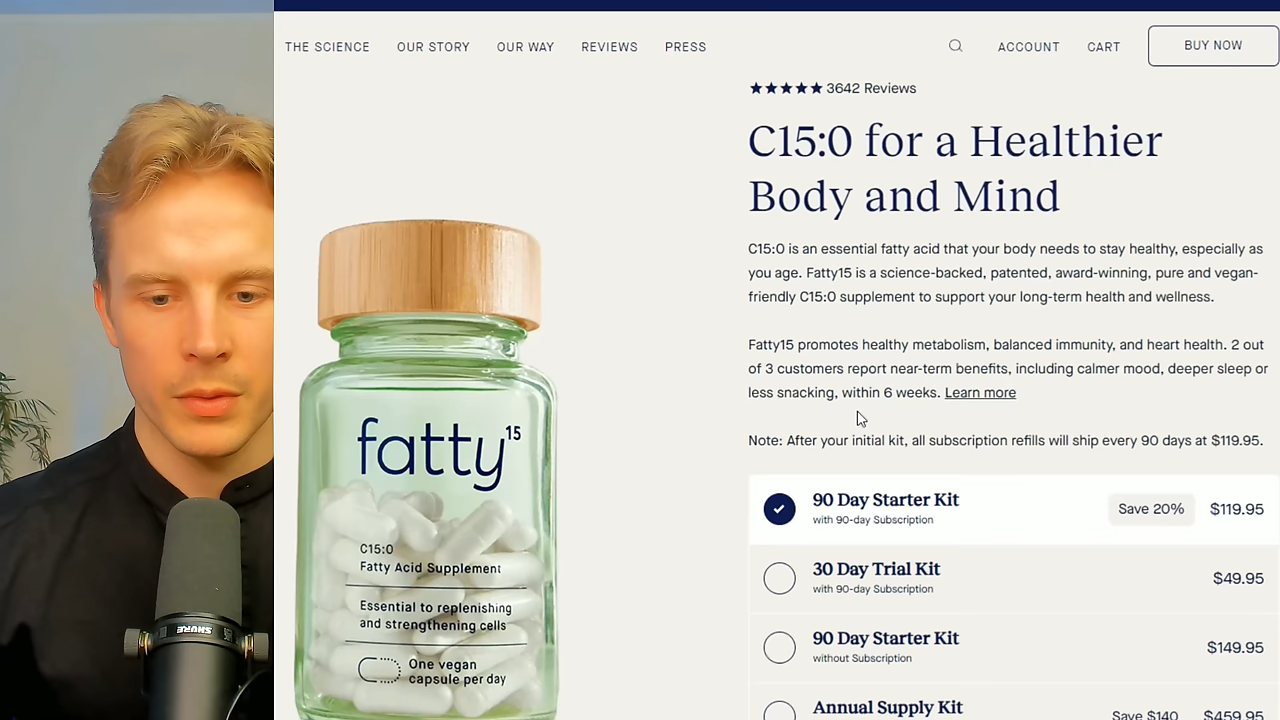 THE SCIENCE OUR STORY OUR WAY REVIEWS PRESS ACCOUNT CART BUY NOW
3642 Reviews
C15:0 for a Healthier
Body and Mind
C15:0 is an essential fatty acid that your body needs to stay healthy, especially as
you age. Fatty15 is a science-backed, patented, award-winning, pure and vegan-
friendly C15:0 supplement to support your long-term health and wellness.
Fatty15 promotes healthy metabolism, balanced immunity, and heart health. 2 out
of 3 customers report near-term benefits, including calmer mood, deeper sleep or
less snacking, within 6 weeks. Learn more
Note: After your initial kit, all subscription refills will ship every 90 days at $119.95.
90 Day Starter Kit
with 90-day Subscription
Save 20% $119.95
30 Day Trial Kit
with 90-day Subscription
$49.95
90 Day Starter Kit
without Subscription
$149.95
Annual Supply Kit
Save $140 $459.95
fatty15
C15:0
Fatty Acid Supplement
Essential to replenishing
and strengthening cells
One vegan
capsule per day
SHURE